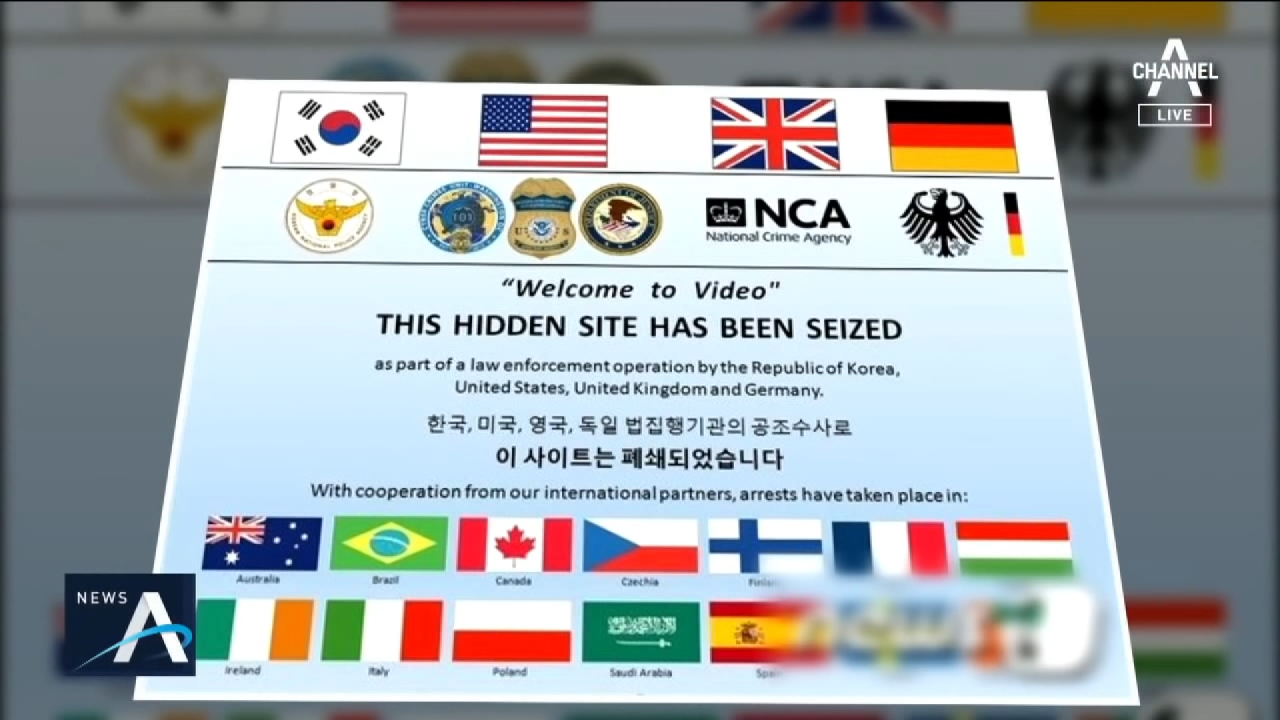 CHANNEL
LIVE
NCA
National Crime Agency
"Welcome to Video"
THIS HIDDEN SITE HAS BEEN SEIZED
as part of a law enforcement operation by the Republic of Korea,
United States, United Kingdom and Germany.
한국, 미국, 영국, 독일 법집행기관의 공조수사로
이 사이트는 폐쇄되었습니다
With cooperation from our international partners, arrests have taken place in:
Australia Brazil Canada Czechia
Ireland Italy Poland Saudi Arabia
NEWS A